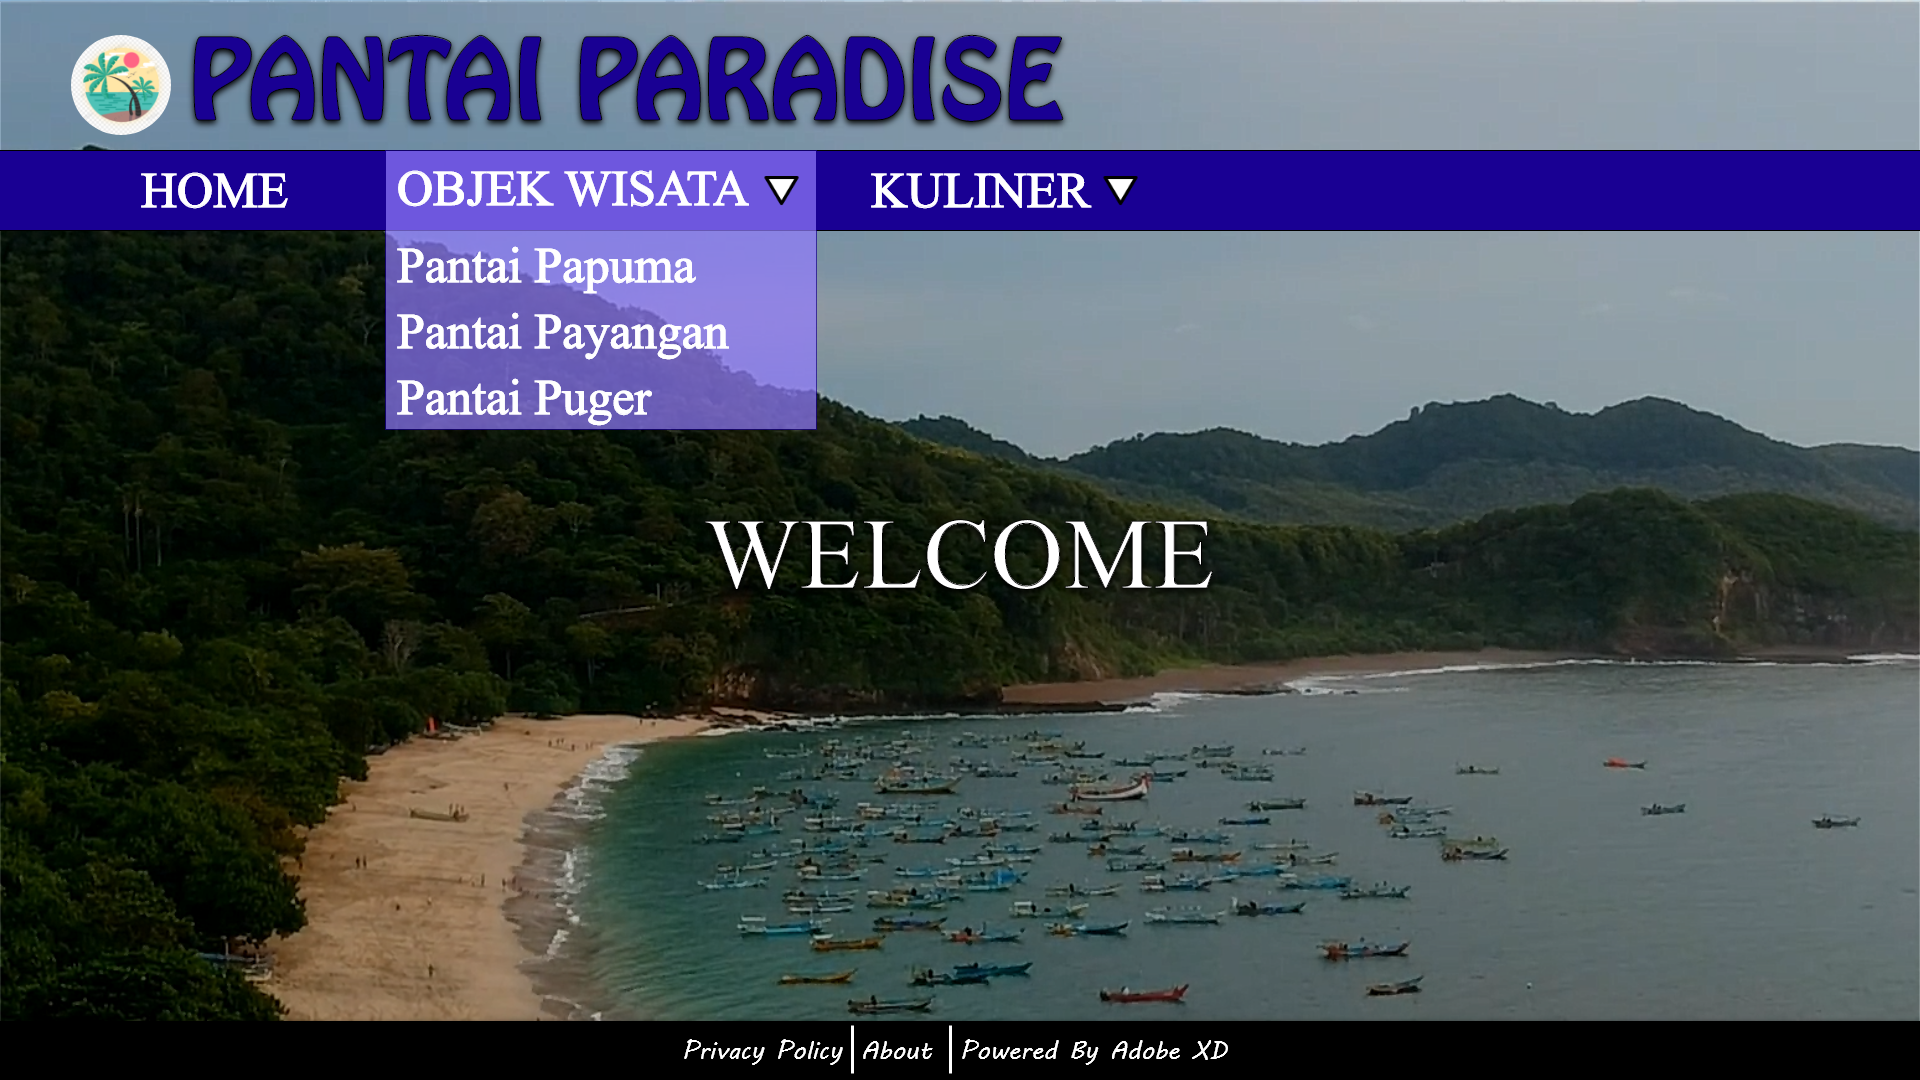 PANTAI PARADISE
HOME OBJEK WISATA KULINER
Pantai Papuma
Pantai Payangan
Pantai Puger
WELCOME
Privacy Policy About Powered By Adobe XD